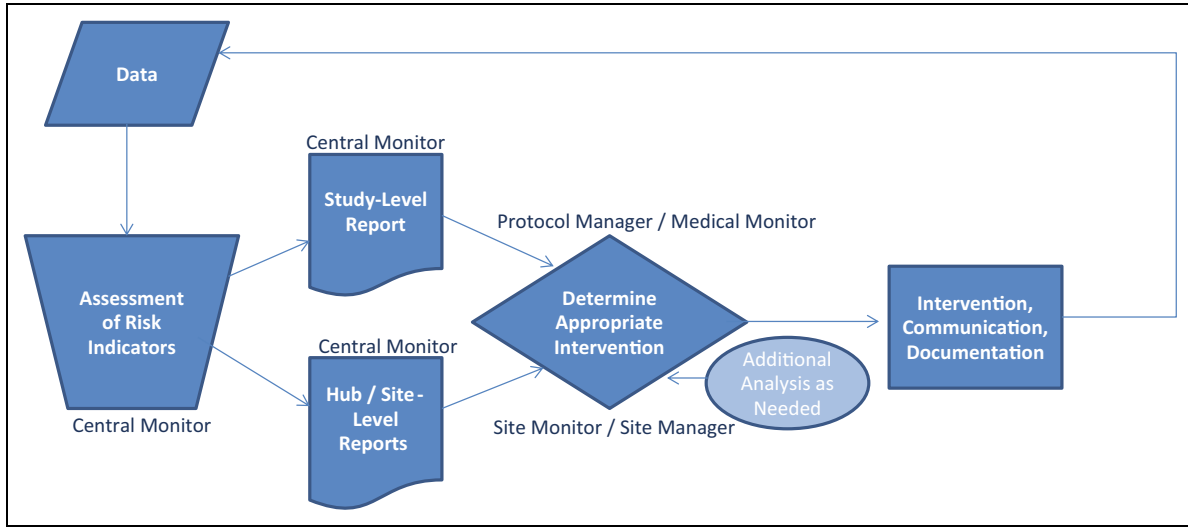 Data
Assessment
of Risk
Indicators
Central Monitor
Central Monitor
Study-Level
Report
Central Monitor
Hub / Site -
Level
Reports
Protocol Manager / Medical Monitor
Determine
Appropriate
Intervention
Site Monitor / Site Manager
Additional
Analysis as
Needed
Intervention,
Communication,
Documentation